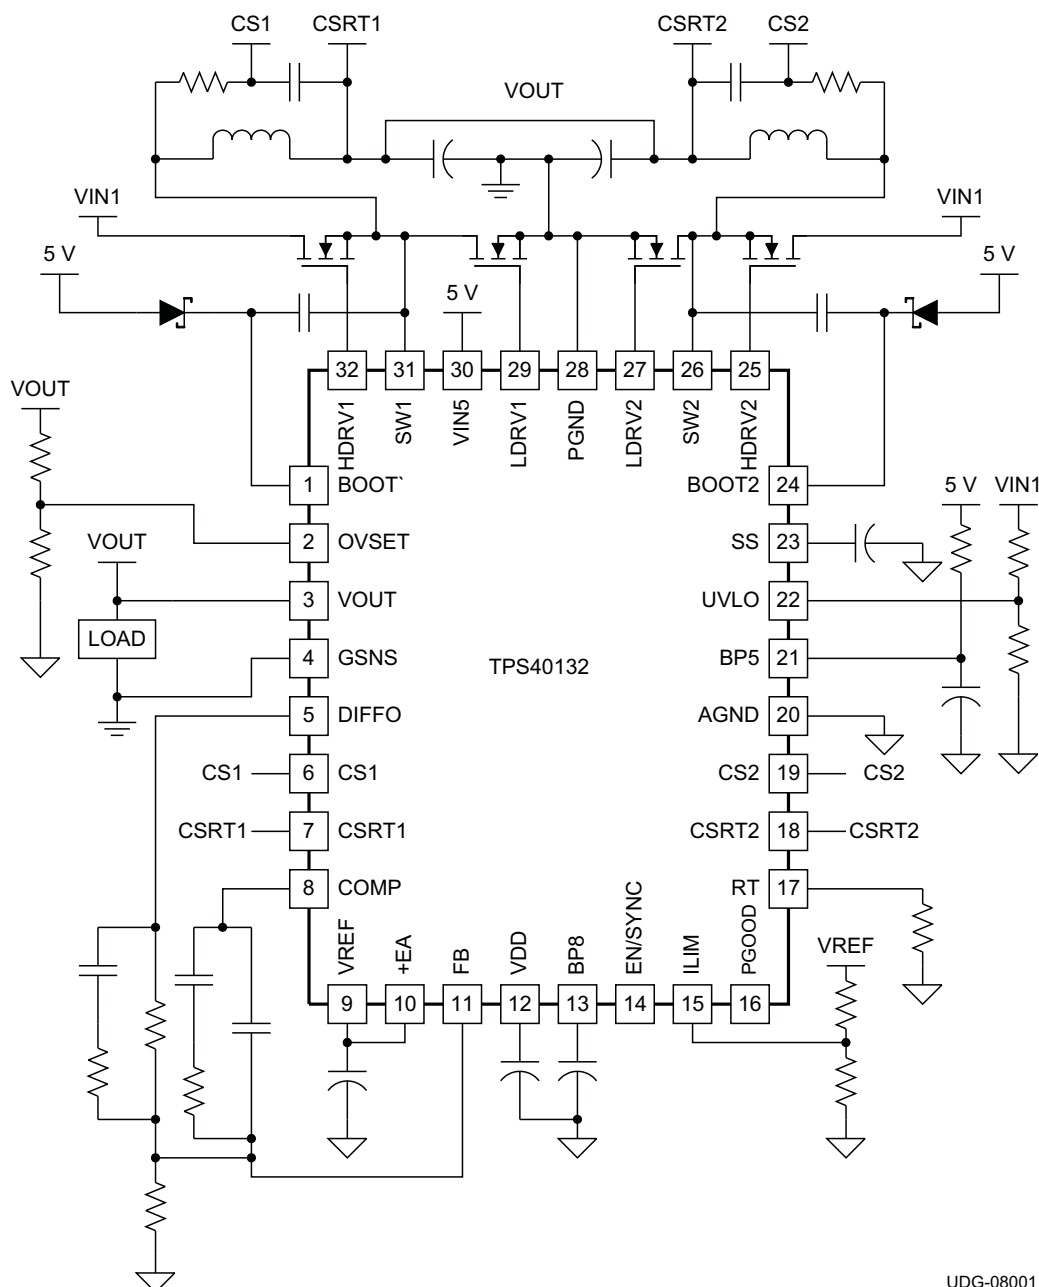 CS1 CSRT1 CSRT2 CS2
VOUT
VIN1 VIN1
5 V 5 V 5 V
32 31 30 29 28 27 26 25
HDRV1 SW1 VIN5 LDRV1 PGND LDRV2 SW2 HDRV2
VOUT
1 BOOT` BOOT2 24
5 V VIN1
2 OVSET SS 23
VOUT
3 VOUT UVLO 22
LOAD
4 GSNS TPS40132 BP5 21
5 DIFFO AGND 20
CS1 6 CS1 CS2 19 CS2
CSRT1 7 CSRT1 CSRT2 18 CSRT2
8 COMP RT 17
VREF +EA FB VDD BP8 EN/SYNC ILIM PGOOD
VREF
9 10 11 12 13 14 15 16
UDG-08001